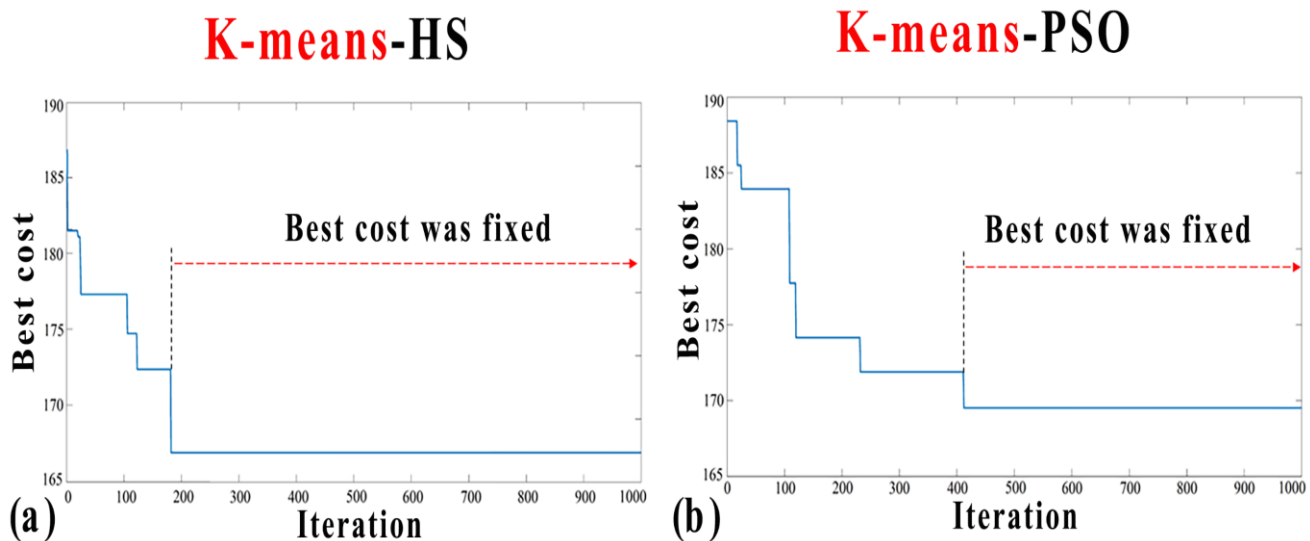 K-means-HS
190
185
180
175
170
165
Best cost
Best cost was fixed
0 100 200 300 400 500 600 700 800 900 1000
Iteration
(a)
K-means-PSO
190
185
180
175
170
165
Best cost
Best cost was fixed
0 100 200 300 400 500 600 700 800 900 1000
Iteration
(b)